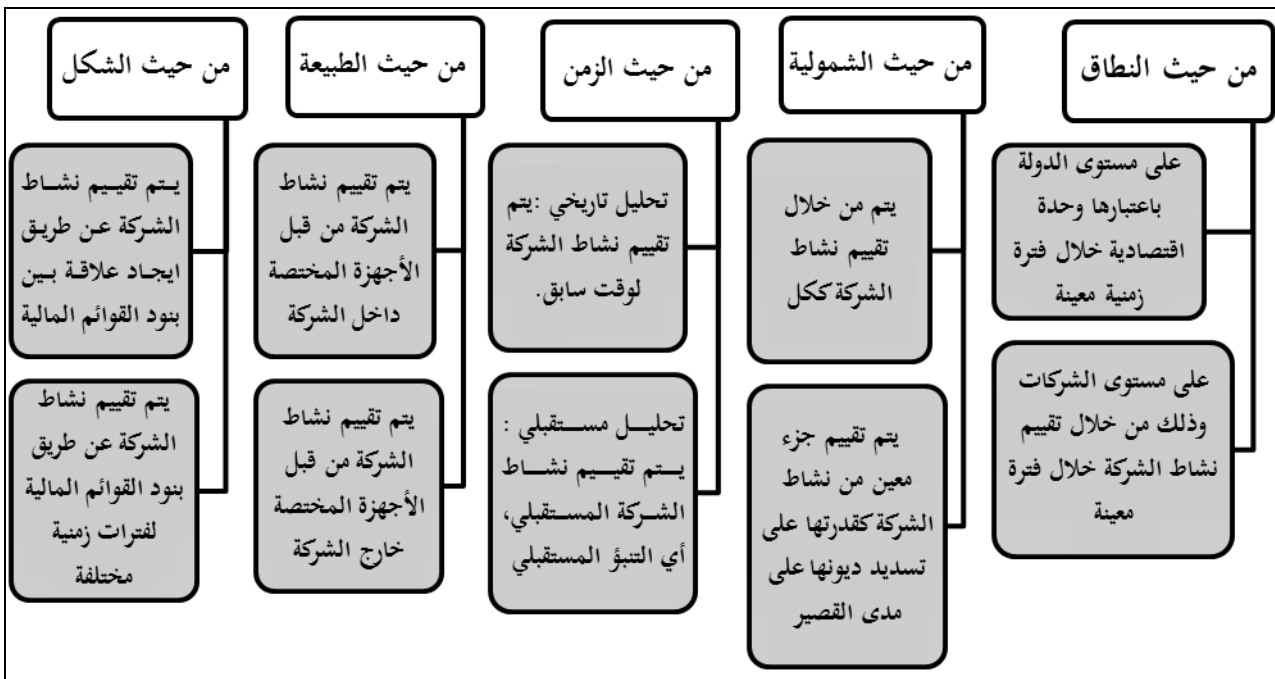 من حيث النطاق
على مستوى الدولة
باعتبارها وحدة
اقتصادية خلال فترة
زمنية معينة
على مستوى الشركات
وذلك من خلال تقييم
نشاط الشركة خلال فترة
معينة
من حيث الشمولية
يتم من خلال
تقييم نشاط
الشركة ككل
يتم تقييم جزء
معين من نشاط
الشركة كقدرتها على
تسديد ديونها على
مدى القصير
من حيث الزمن
تحليل تاريخي :يتم
تقييم نشاط الشركة
لوقت سابق.
تحليل مستقبلي :
يتم تقييم نشاط
الشركة المستقبلي،
أي التنبؤ المستقبلي
من حيث الطبيعة
يتم تقييم نشاط
الشركة من قبل
الأجهزة المختصة
داخل الشركة
يتم تقييم نشاط
الشركة من قبل
الأجهزة المختصة
خارج الشركة
من حيث الشكل
يتم تقييم نشاط
الشركة عن طريق
ايجاد علاقة بين
بنود القوائم المالية
يتم تقييم نشاط
الشركة عن طريق
بنود القوائم المالية
لفترات زمنية
مختلفة